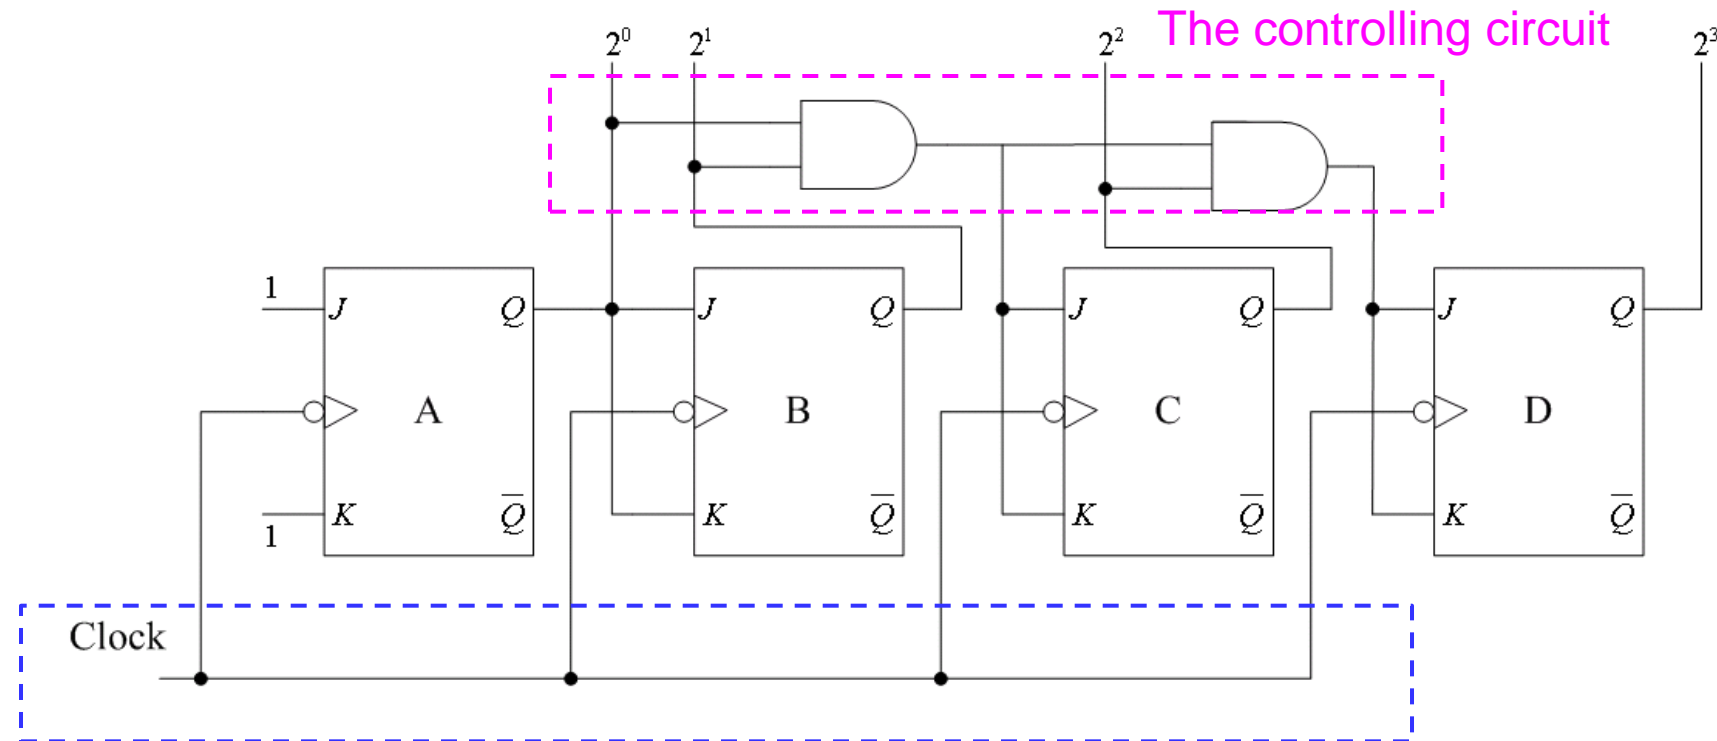 The controlling circuit
2⁰ 2¹ 2² 2³
1
J Q J Q J Q J Q
A B C D
K Q̅ K Q̅ K Q̅ K Q̅
1
Clock